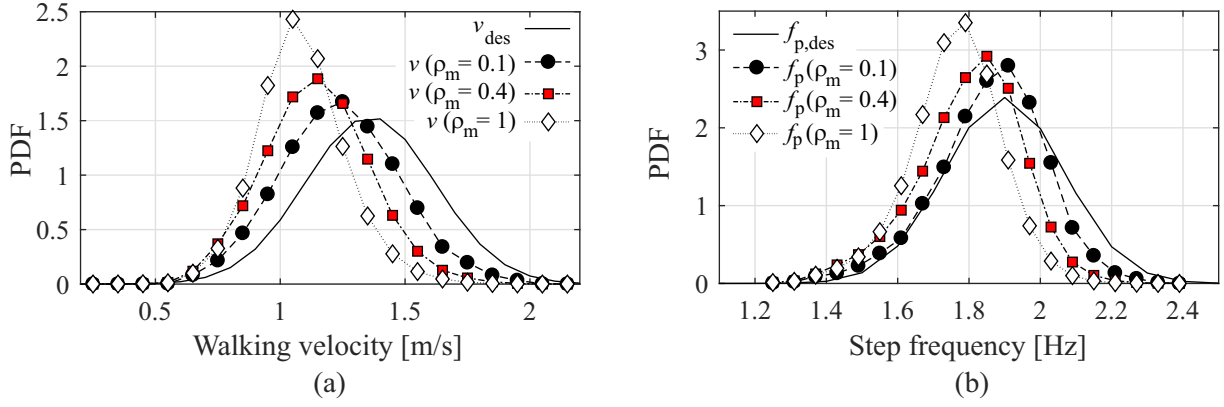 2.5
2
1.5
1
0.5
0
PDF
v_des
v (ρ_m = 0.1)
v (ρ_m = 0.4)
v (ρ_m = 1)
0.5
1
1.5
2
Walking velocity [m/s]
(a)
3
2
1
0
PDF
f_p,des
f_p (ρ_m = 0.1)
f_p (ρ_m = 0.4)
f_p (ρ_m = 1)
1.2
1.4
1.6
1.8
2
2.2
2.4
Step frequency [Hz]
(b)